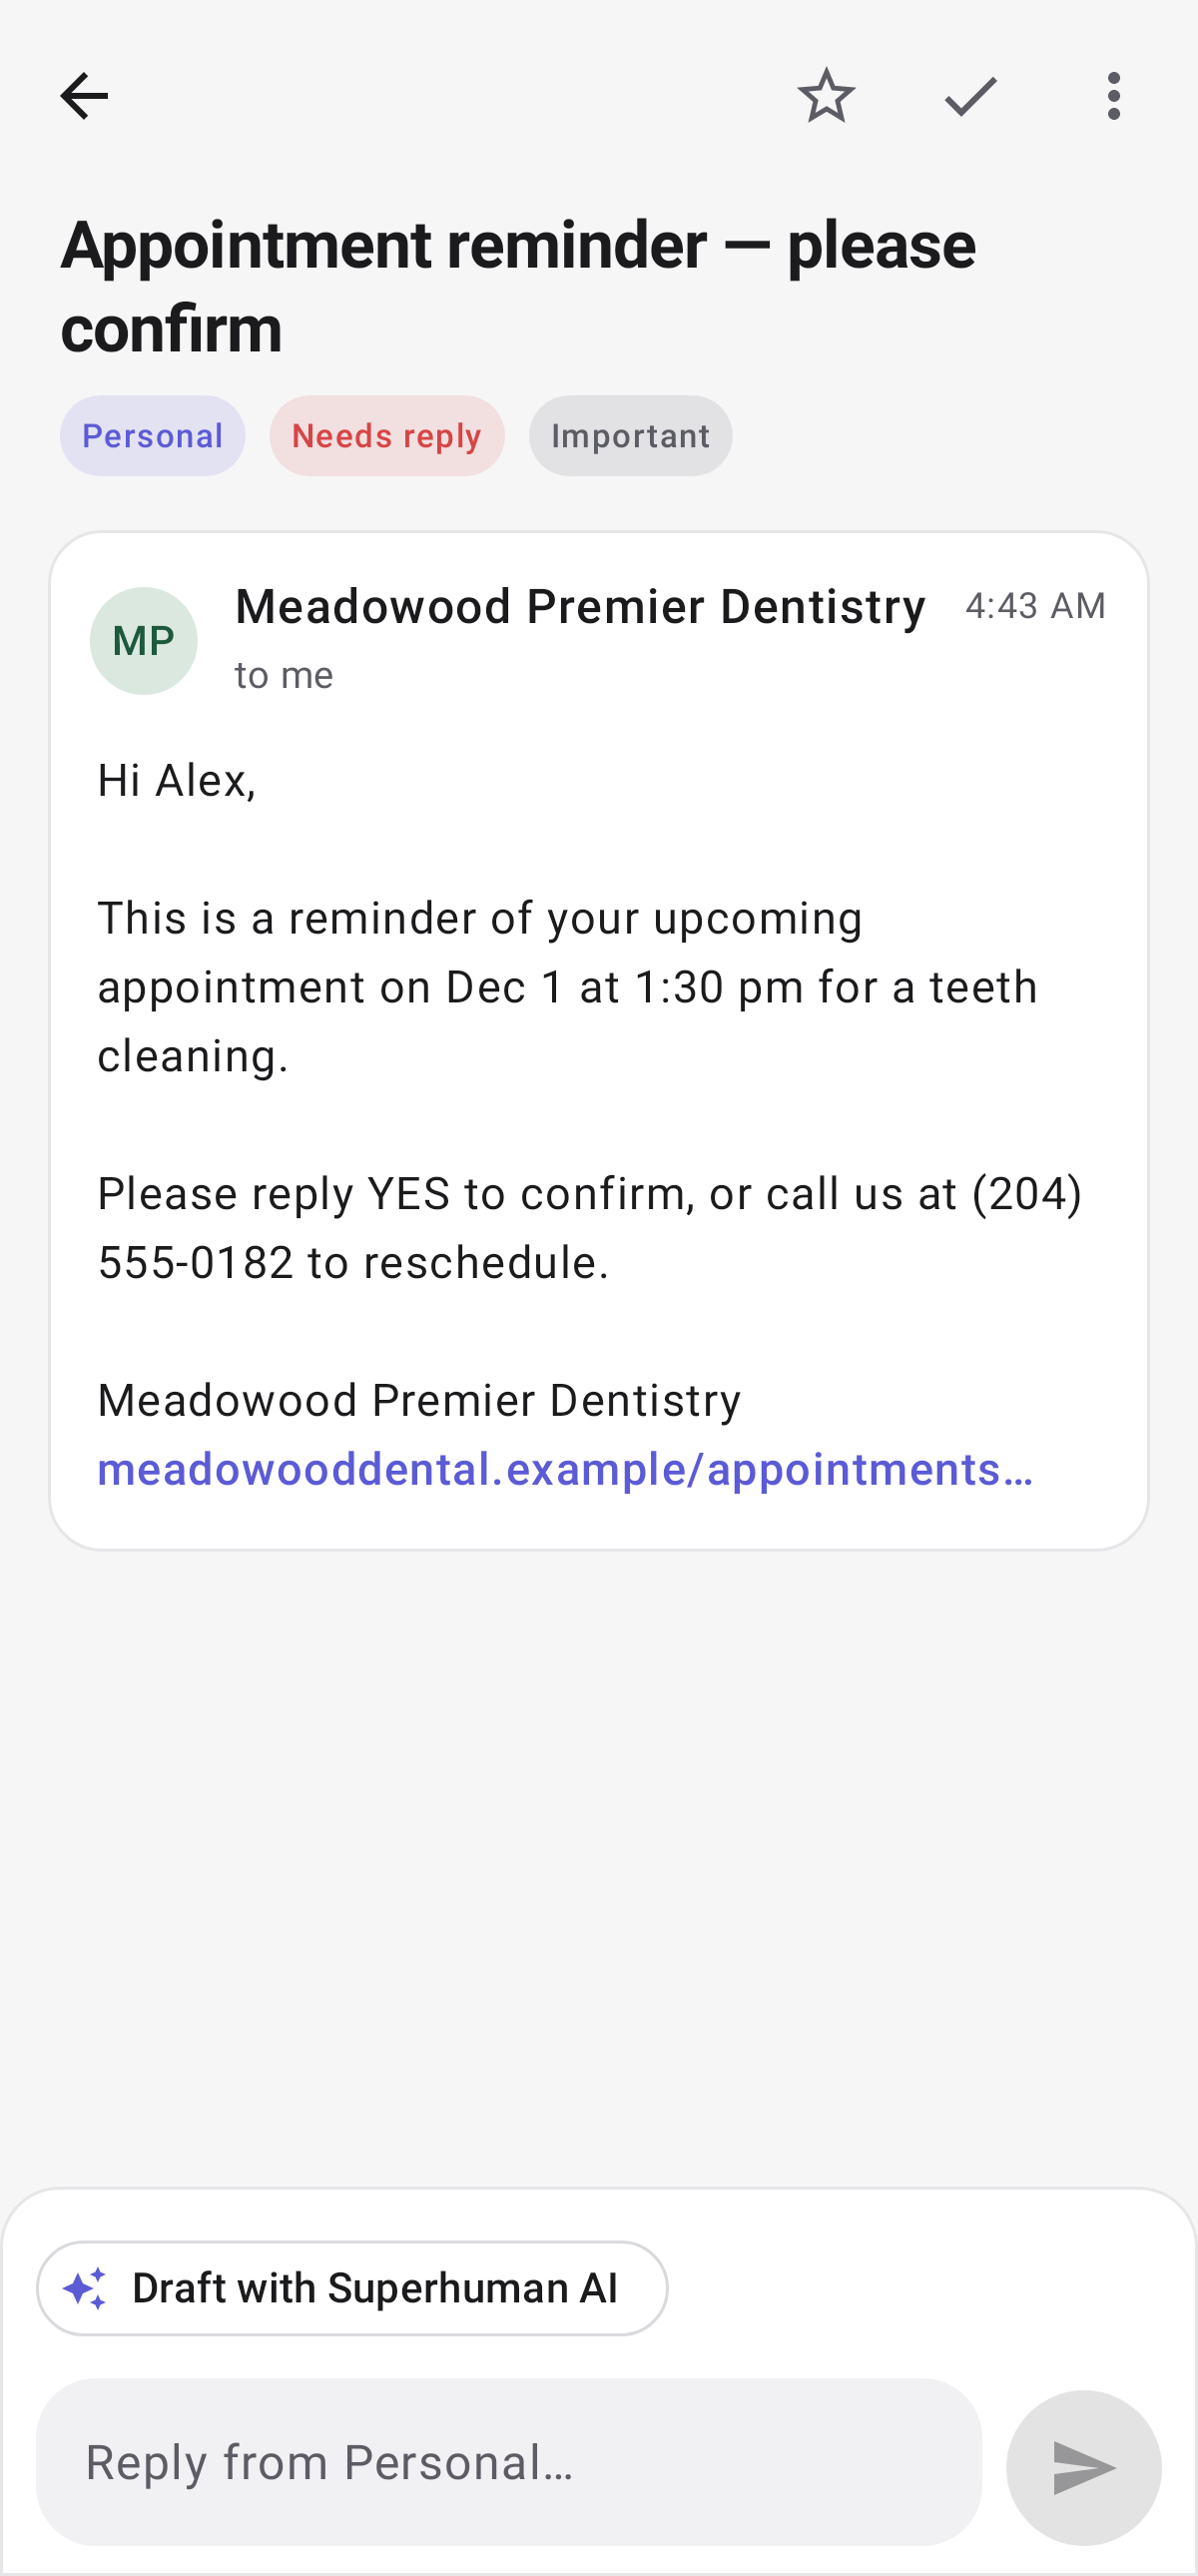 Appointment reminder — please
confirm
Personal
Needs reply
Important
MP
Meadowood Premier Dentistry
4:43 AM
to me
Hi Alex,
This is a reminder of your upcoming
appointment on Dec 1 at 1:30 pm for a teeth
cleaning.
Please reply YES to confirm, or call us at (204)
555-0182 to reschedule.
Meadowood Premier Dentistry
meadowooddental.example/appointments…
Draft with Superhuman AI
Reply from Personal…